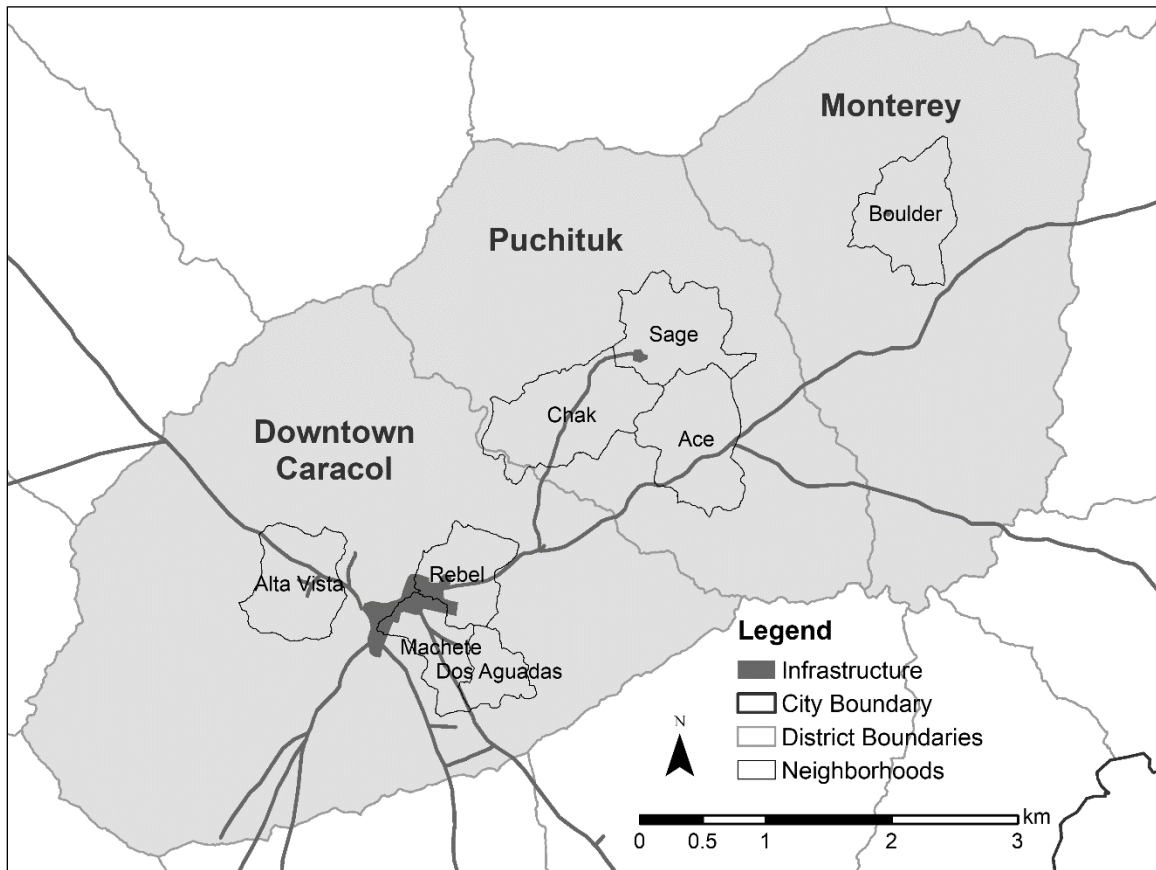 Monterey
Boulder
Puchituk
Sage
Chak
Ace
Downtown
Caracol
Alta Vista
Rebel
Machete
Dos Aguadas
Legend
Infrastructure
City Boundary
District Boundaries
Neighborhoods
N
km
0 0.5 1 2 3